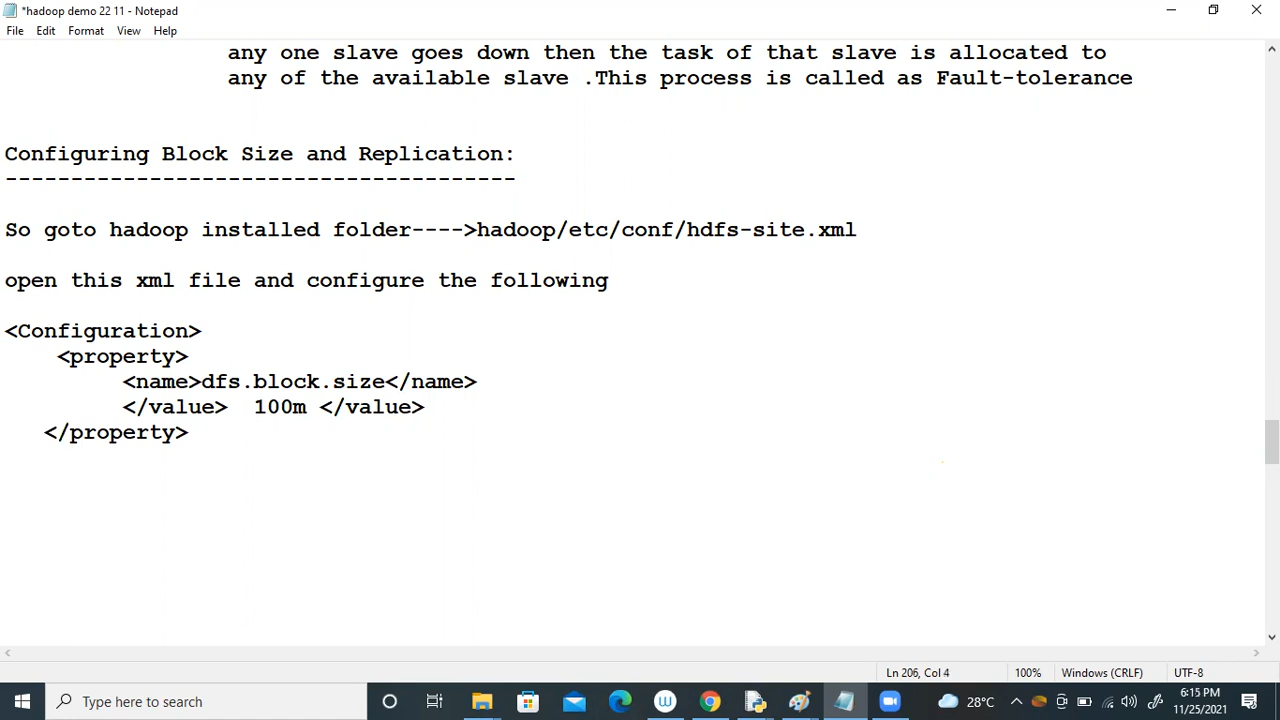 *hadoop demo 22 11 - Notepad
File Edit Format View Help
any one slave goes down then the task of that slave is allocated to
any of the available slave .This process is called as Fault-tolerance
Configuring Block Size and Replication:
---------------------------------------
So goto hadoop installed folder---->hadoop/etc/conf/hdfs-site.xml
open this xml file and configure the following
<Configuration>
<property>
<name>dfs.block.size</name>
</value> 100m </value>
</property>
Ln 206, Col 4 100% Windows (CRLF) UTF-8
Type here to search 28°C 6:15 PM
11/25/2021